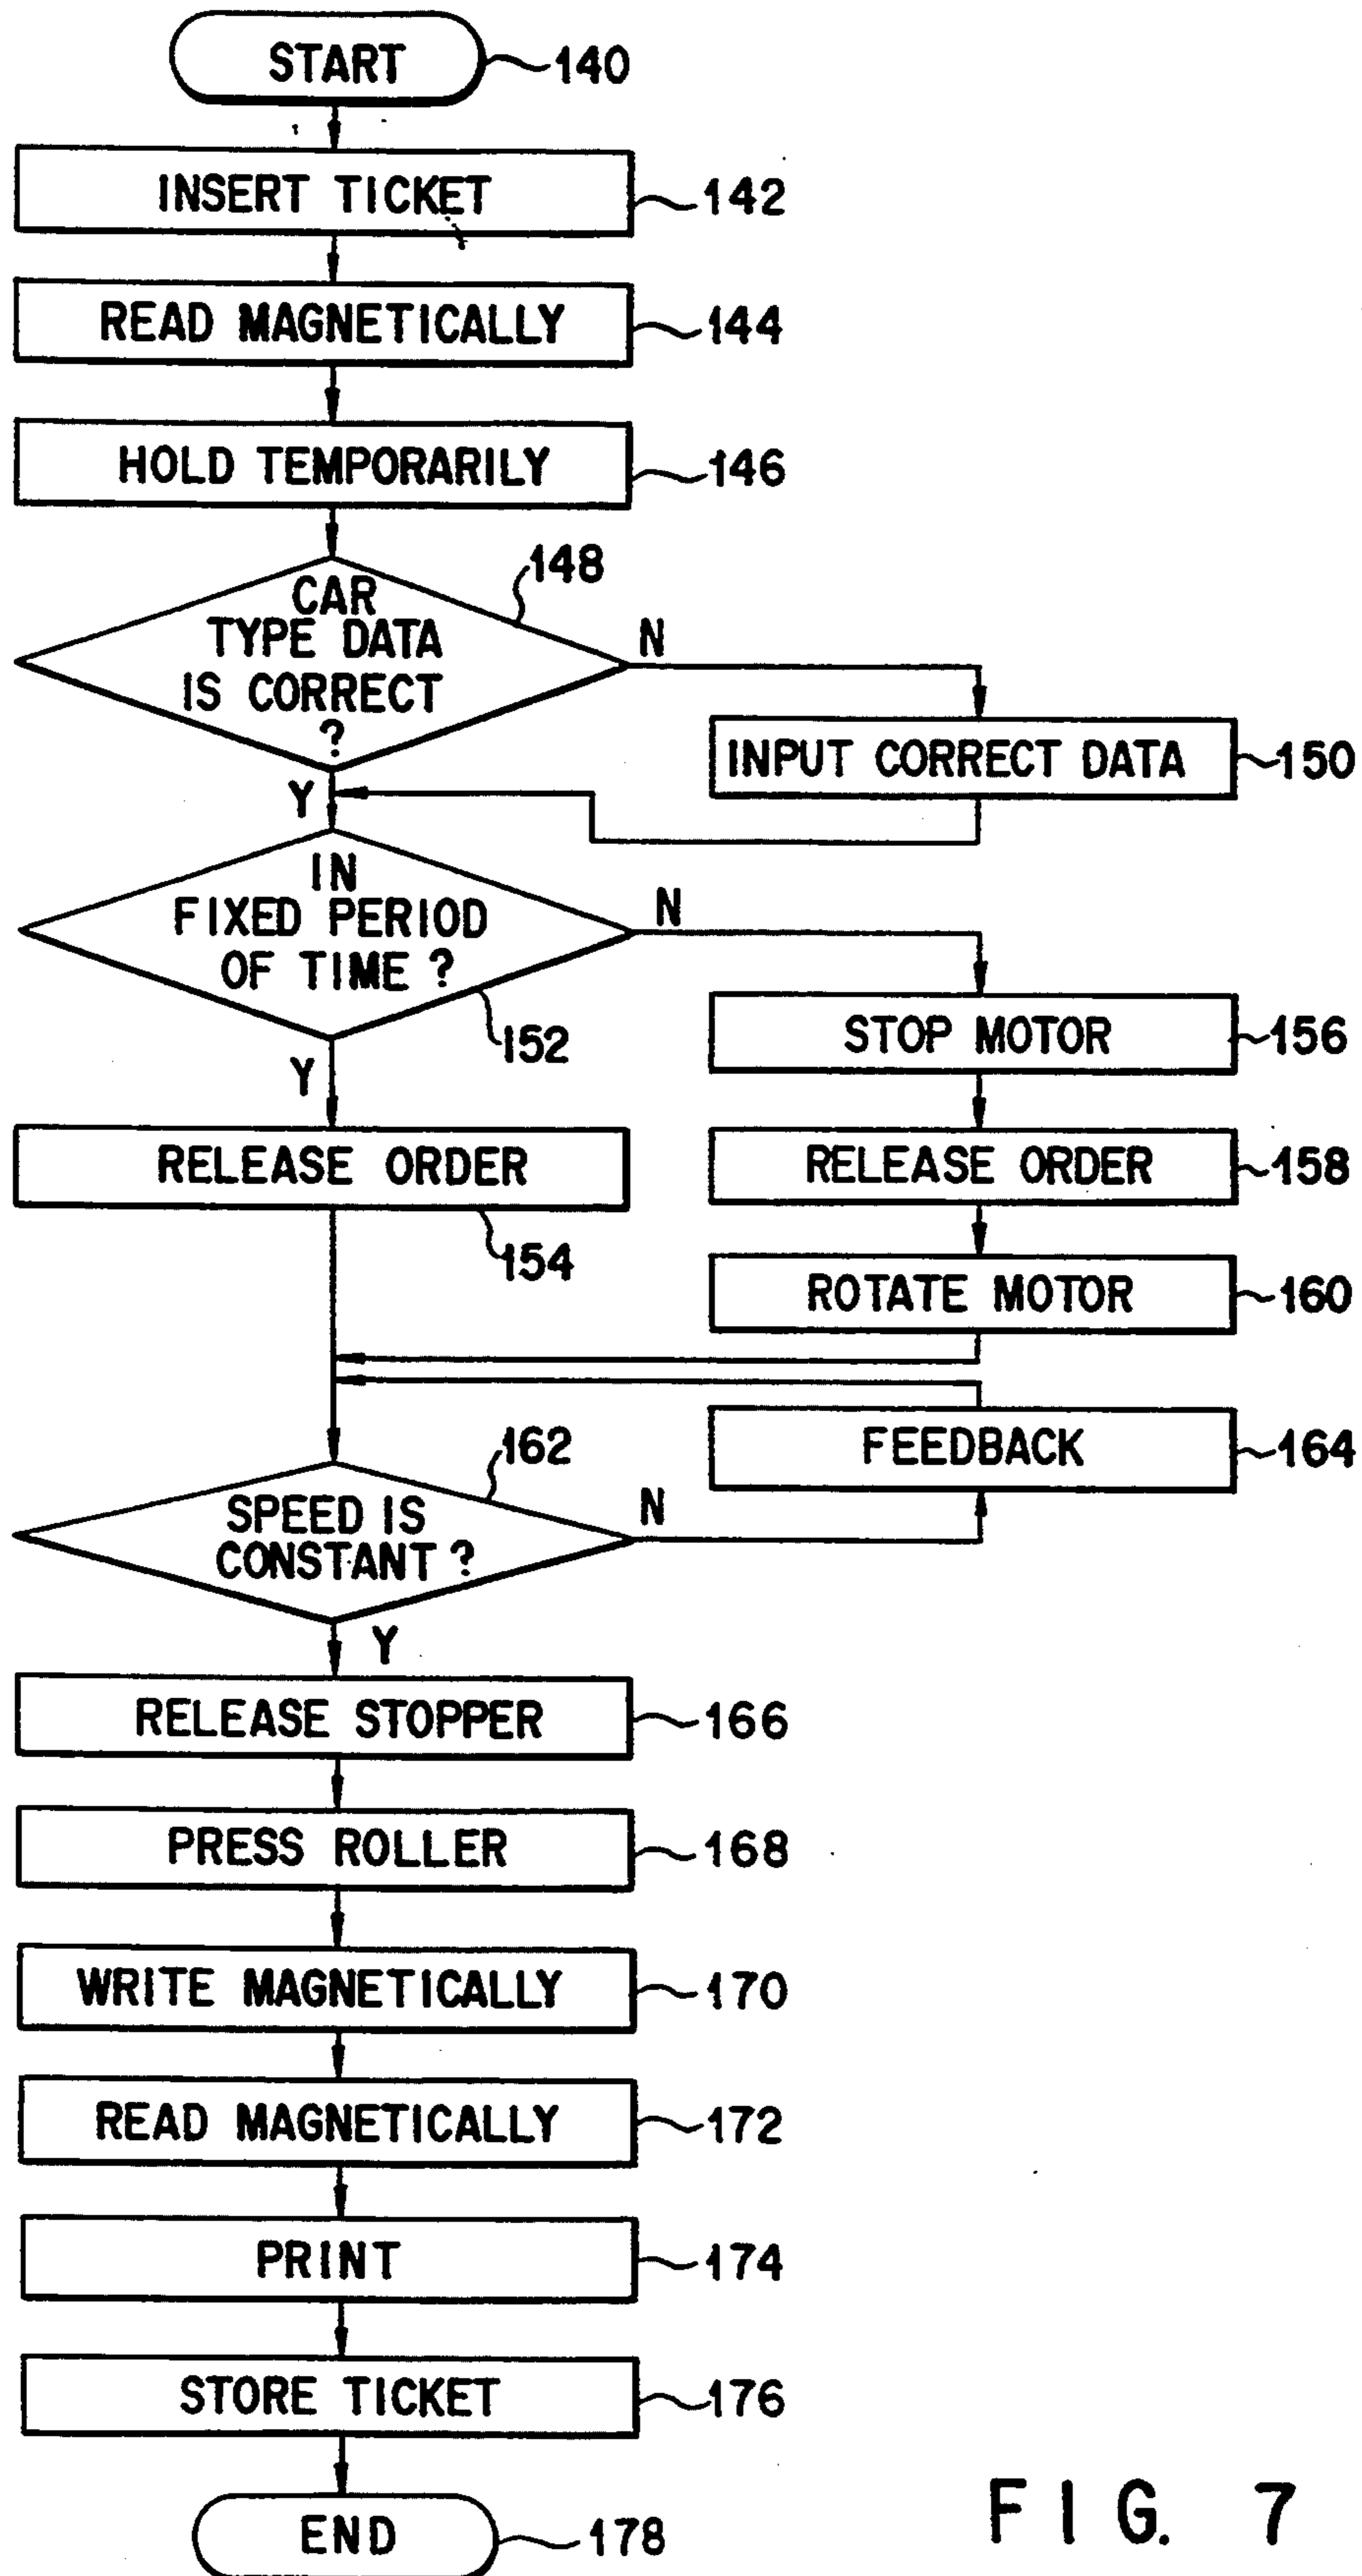 START
140
INSERT TICKET
142
READ MAGNETICALLY
144
HOLD TEMPORARILY
146
148
CAR
TYPE DATA
IS CORRECT
?
N
Y
INPUT CORRECT DATA
150
IN
FIXED PERIOD
OF TIME ?
N
152
Y
STOP MOTOR
156
RELEASE ORDER
154
RELEASE ORDER
158
ROTATE MOTOR
160
FEEDBACK
164
162
SPEED IS
CONSTANT ?
N
Y
RELEASE STOPPER
166
PRESS ROLLER
168
WRITE MAGNETICALLY
170
READ MAGNETICALLY
172
PRINT
174
STORE TICKET
176
END
178
FIG. 7